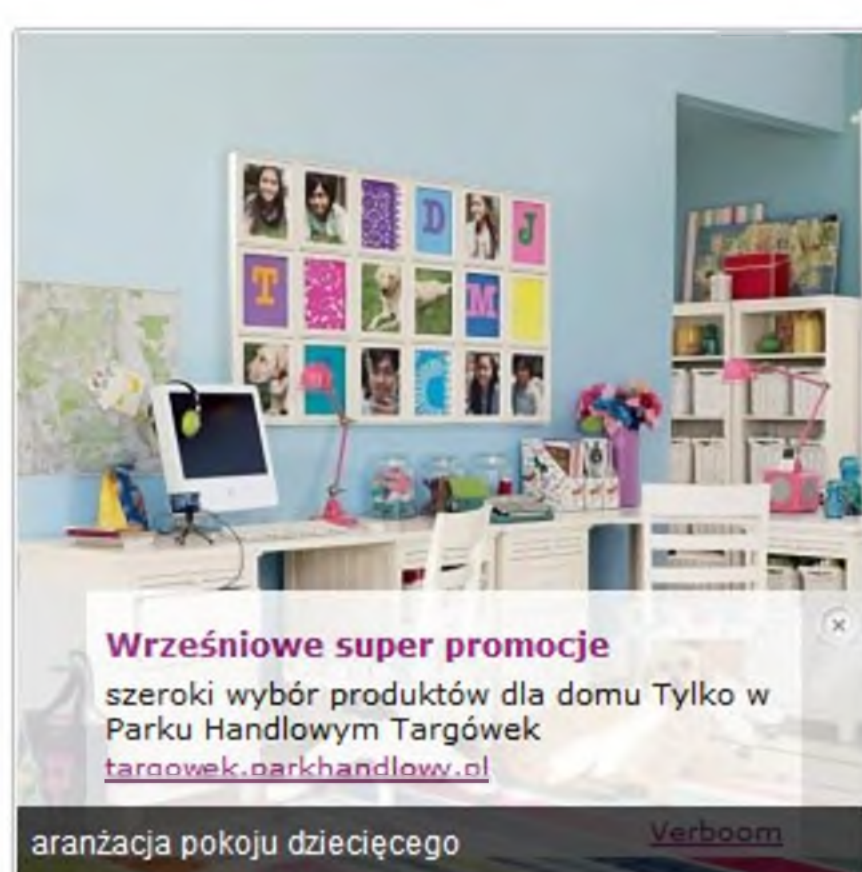 D
J
T
M
C
Wrześniowe super promocje
szeroki wybór produktów dla domu Tylko w
Parku Handlowym Targówek
targowek.parkhandlowy.pl
Verboom
aranżacja pokoju dziecięcego